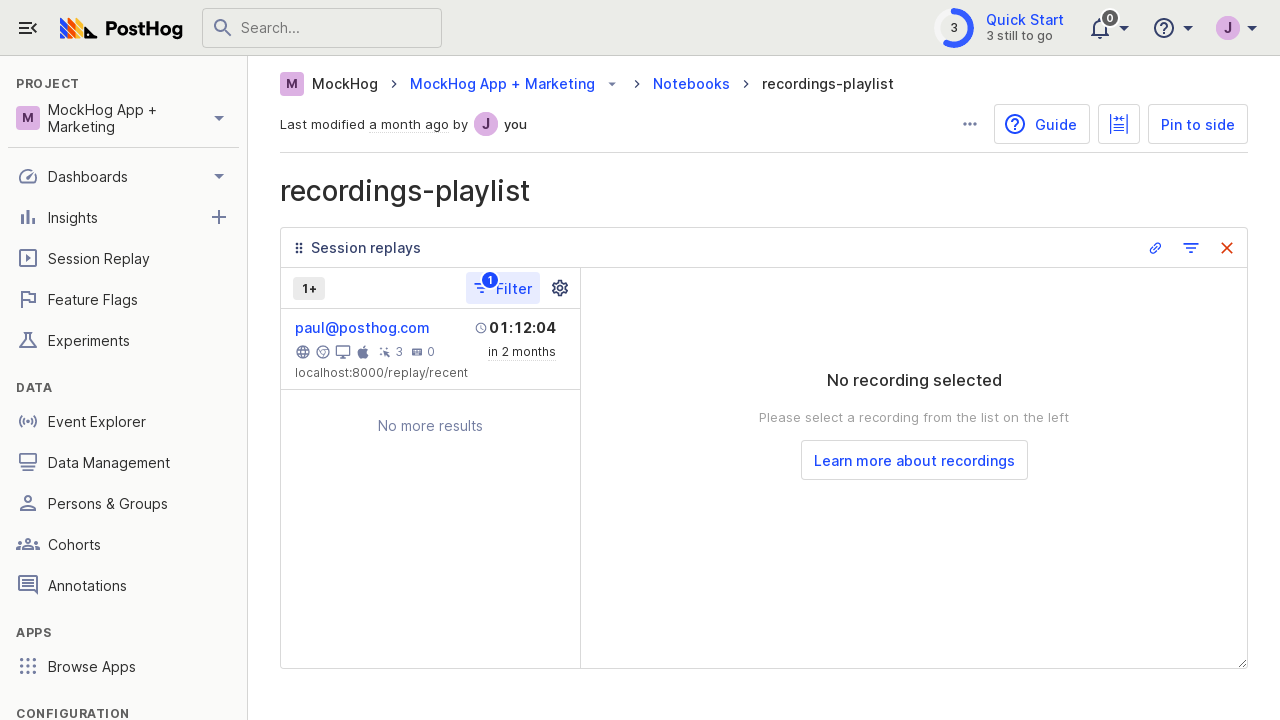 PostHog
Search...
3
Quick Start
3 still to go
0
J
PROJECT
M
MockHog App +
Marketing
Dashboards
Insights
Session Replay
Feature Flags
Experiments
DATA
Event Explorer
Data Management
Persons & Groups
Cohorts
Annotations
APPS
Browse Apps
CONFIGURATION
M MockHog
MockHog App + Marketing
Notebooks
recordings-playlist
Last modified a month ago by J you
Guide
Pin to side
recordings-playlist
Session replays
1+
1
Filter
paul@posthog.com
01:12:04
3
0
in 2 months
localhost:8000/replay/recent
No more results
No recording selected
Please select a recording from the list on the left
Learn more about recordings